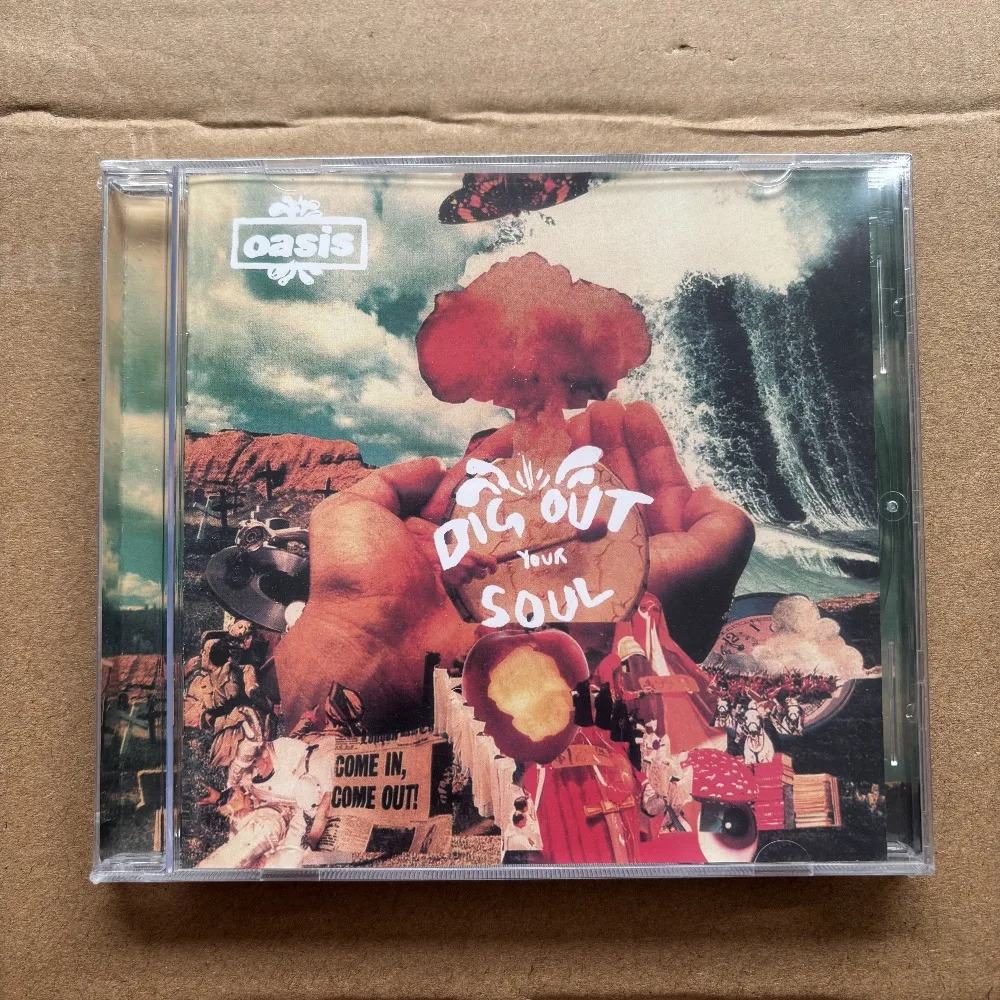 oasis
DIG OUT
YOUR
SOUL
COME IN,
COME OUT!